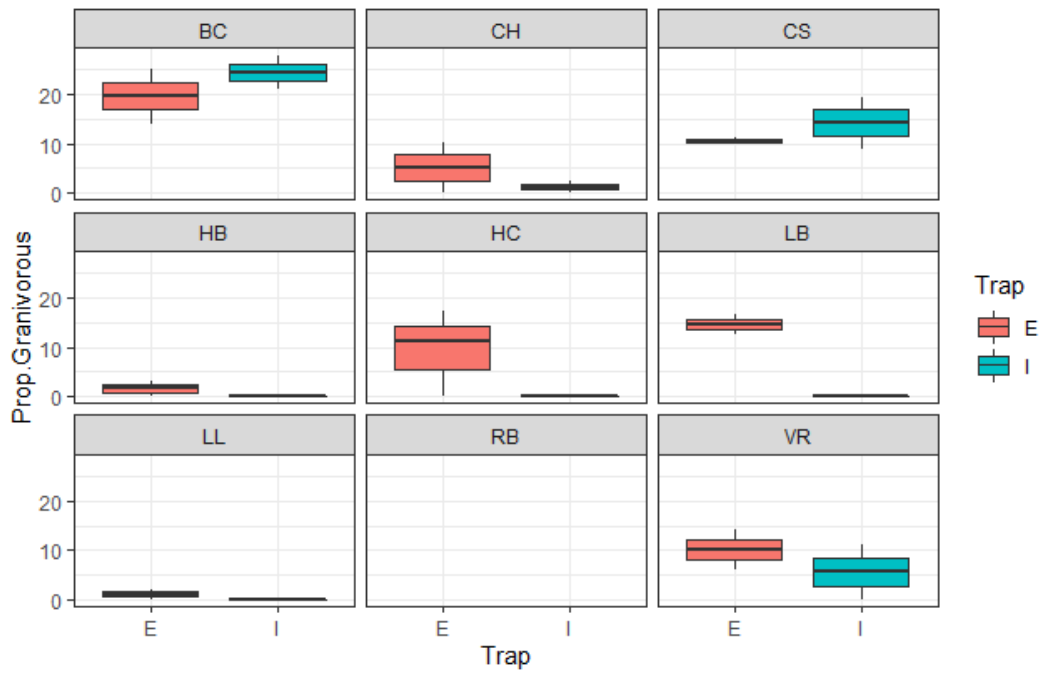 BC CH CS
20
10
0
HB HC LB
20
10
0
LL RB VR
20
10
0
E I E I E I
Trap
Prop.Granivorous
Trap
E
I